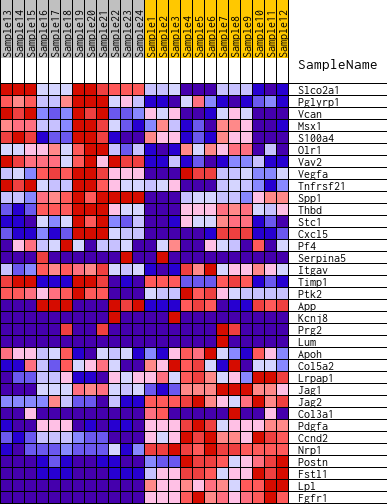 Sample13
Sample14
Sample15
Sample16
Sample17
Sample18
Sample19
Sample20
Sample21
Sample22
Sample23
Sample24
Sample1
Sample2
Sample3
Sample4
Sample5
Sample6
Sample7
Sample8
Sample9
Sample10
Sample11
Sample12
SampleName
Slco2a1
Pglyrp1
Vcan
Msx1
S100a4
Olr1
Vav2
Vegfa
Tnfrsf21
Spp1
Thbd
Stc1
Cxcl5
Pf4
Serpina5
Itgav
Timp1
Ptk2
App
Kcnj8
Prg2
Lum
Apoh
Col5a2
Lrpap1
Jag1
Jag2
Col3a1
Pdgfa
Ccnd2
Nrp1
Postn
Fstl1
Lpl
Fgfr1